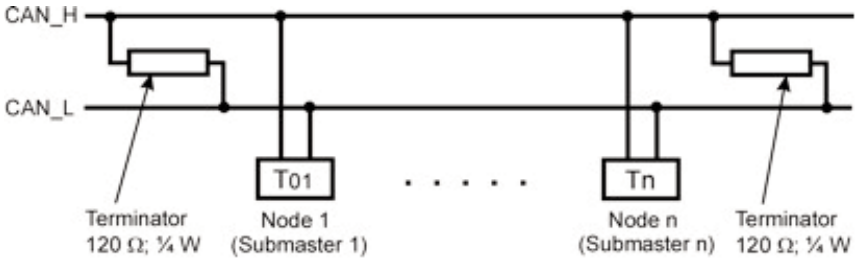 CAN_H
CAN_L
T01
Tn
Terminator
120 Ω; ¼ W
Node 1
(Submaster 1)
Node n
(Submaster n)
Terminator
120 Ω; ¼ W